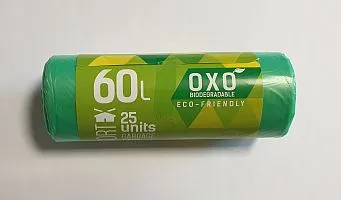 60L
25
units
GARBAGE
OXO
BIODEGRADABLE
ECO-FRIENDLY